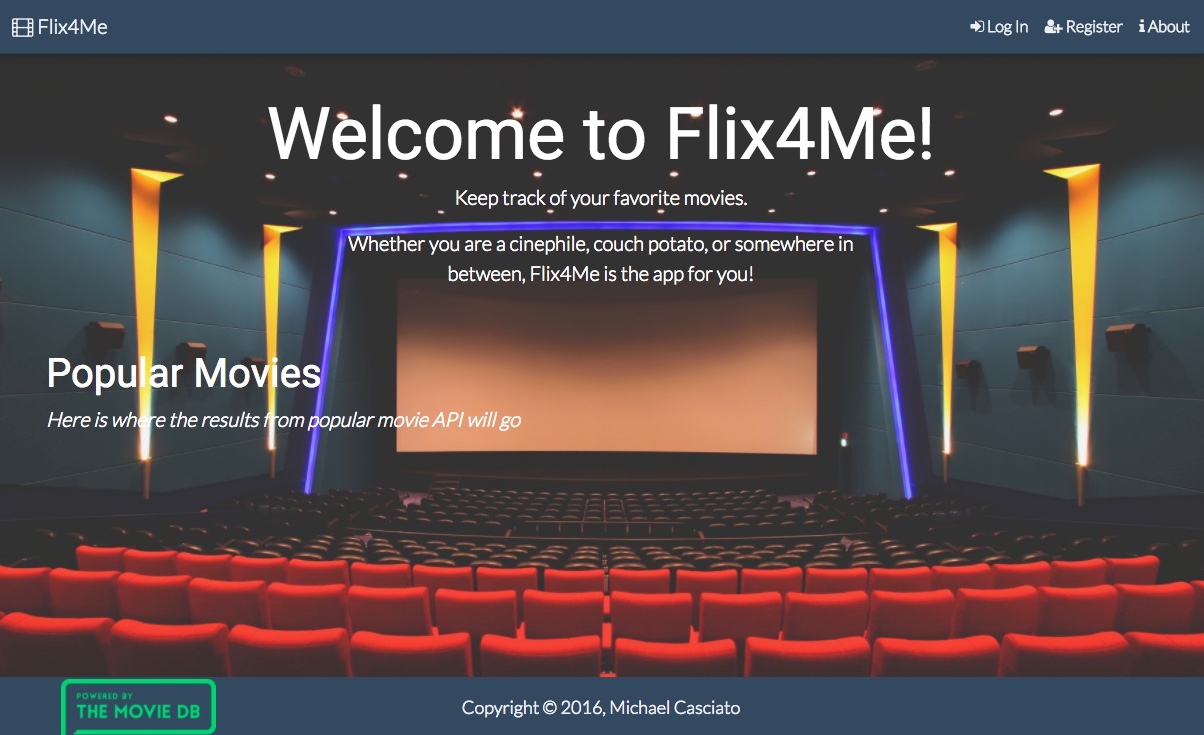 Flix4Me
Log In Register About
Welcome to Flix4Me!
Keep track of your favorite movies.
Whether you are a cinephile, couch potato, or somewhere in
between, Flix4Me is the app for you!
Popular Movies
Here is where the results from popular movie API will go
POWERED BY
THE MOVIE DB
Copyright © 2016, Michael Casciato